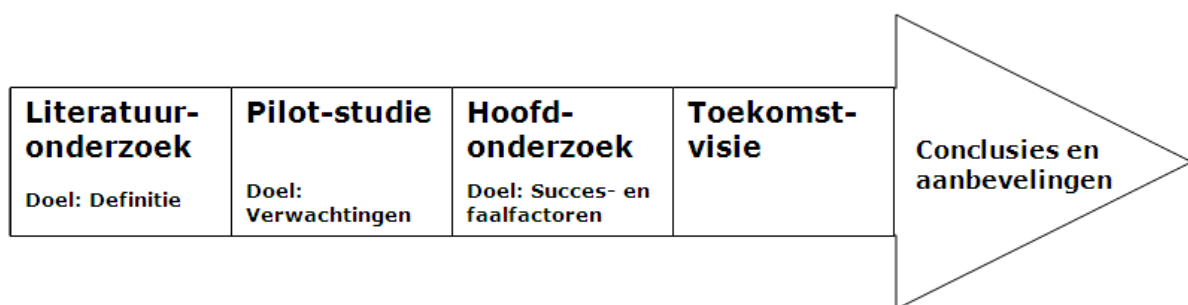 Literatuur-
onderzoek
Doel: Definitie
Pilot-studie
Doel:
Verwachtingen
Hoofd-
onderzoek
Doel: Succes- en
faalfactoren
Toekomst-
visie
Conclusies en
aanbevelingen